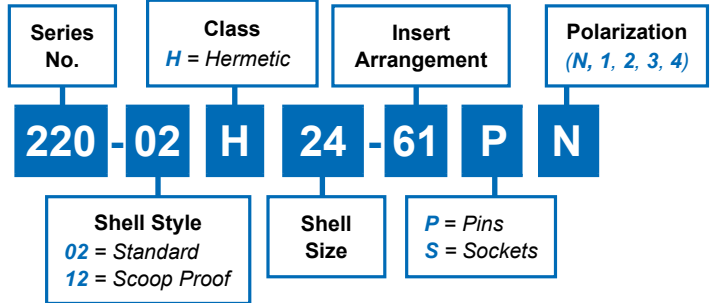 Series
No.
Class
H = Hermetic
Insert
Arrangement
Polarization
(N, 1, 2, 3, 4)
220 - 02 H 24 - 61 P N
Shell Style
02 = Standard
12 = Scoop Proof
Shell
Size
P = Pins
S = Sockets